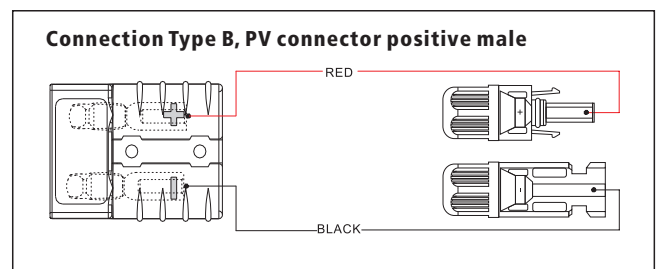 Connection Type B, PV connector positive male
RED
+
+
-
-
BLACK